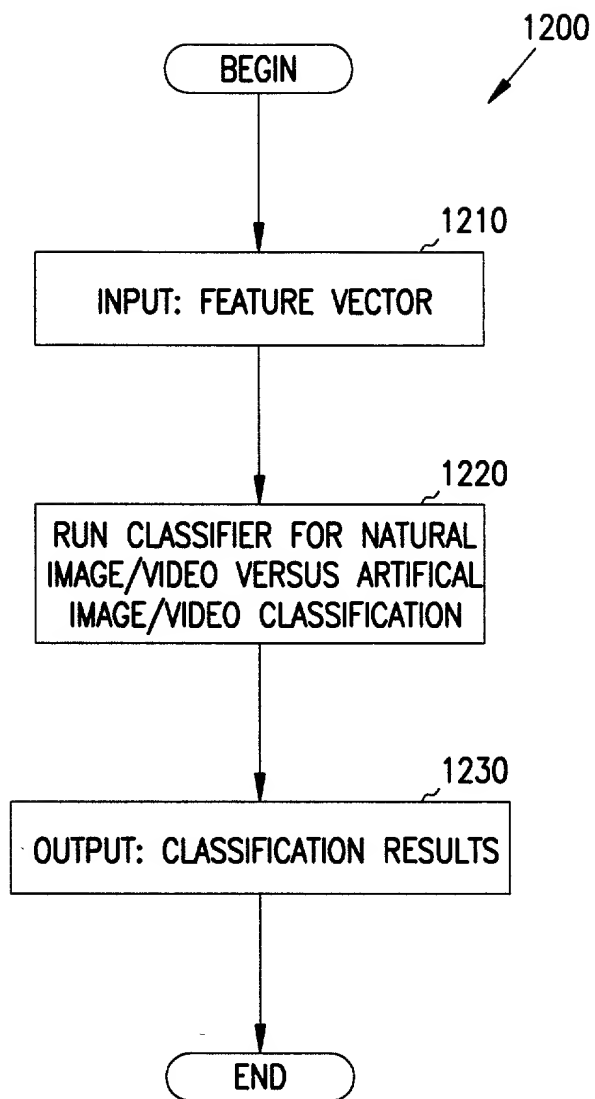 1200
BEGIN
1210
INPUT: FEATURE VECTOR
1220
RUN CLASSIFIER FOR NATURAL
IMAGE/VIDEO VERSUS ARTIFICAL
IMAGE/VIDEO CLASSIFICATION
1230
OUTPUT: CLASSIFICATION RESULTS
END